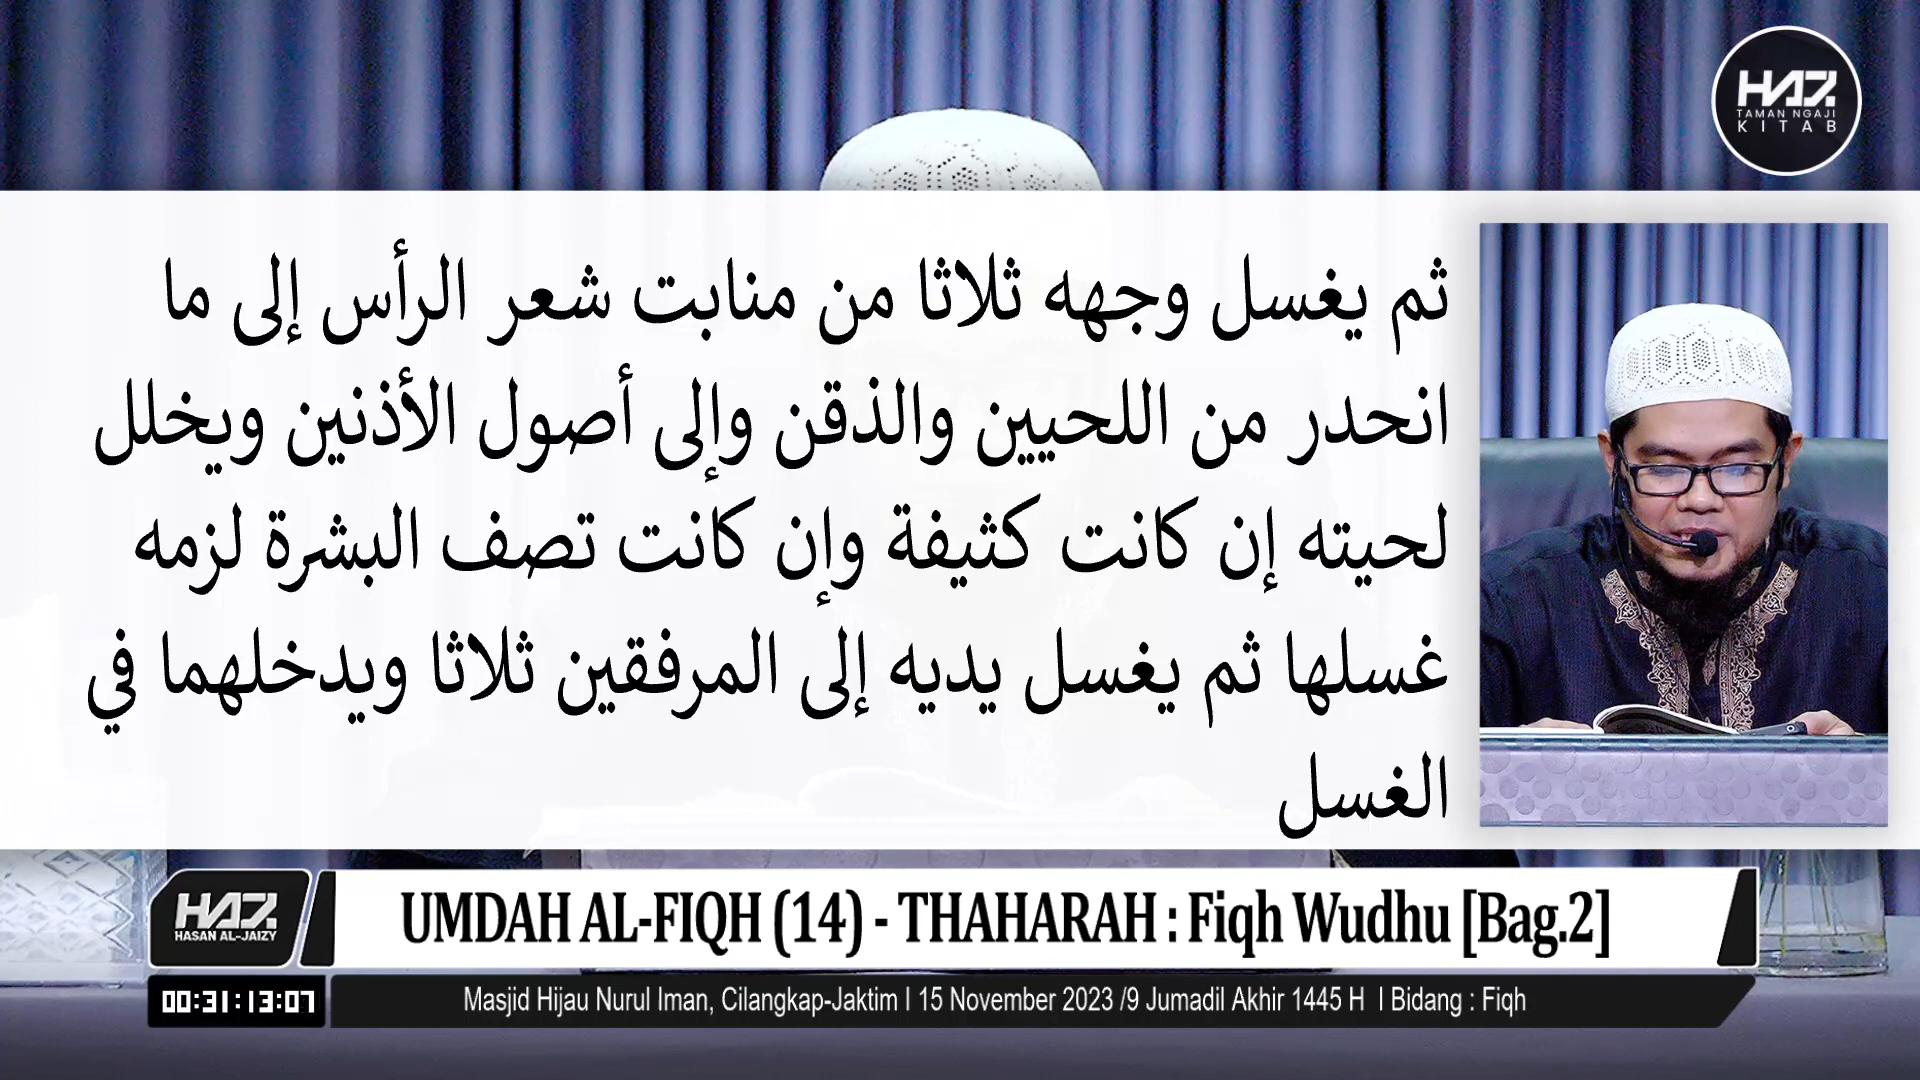 HAJ.
TAMAN NGAJI
KITAB
ثم يغسل وجهه ثلاثا من منابت شعر الرأس إلى ما
انحدر من اللحيين والذقن وإلى أصول الأذنين ويخلل
لحيته إن كانت كثيفة وإن كانت تصف البشرة لزمه
غسلها ثم يغسل يديه إلى المرفقين ثلاثا ويدخلهما في
الغسل
HAJ.
HASAN AL-JAIZY
UMDAH AL-FIQH (14) - THAHARAH : Fiqh Wudhu [Bag.2]
00:31:13:07
Masjid Hijau Nurul Iman, Cilangkap-Jaktim I 15 November 2023 /9 Jumadil Akhir 1445 H I Bidang : Fiqh